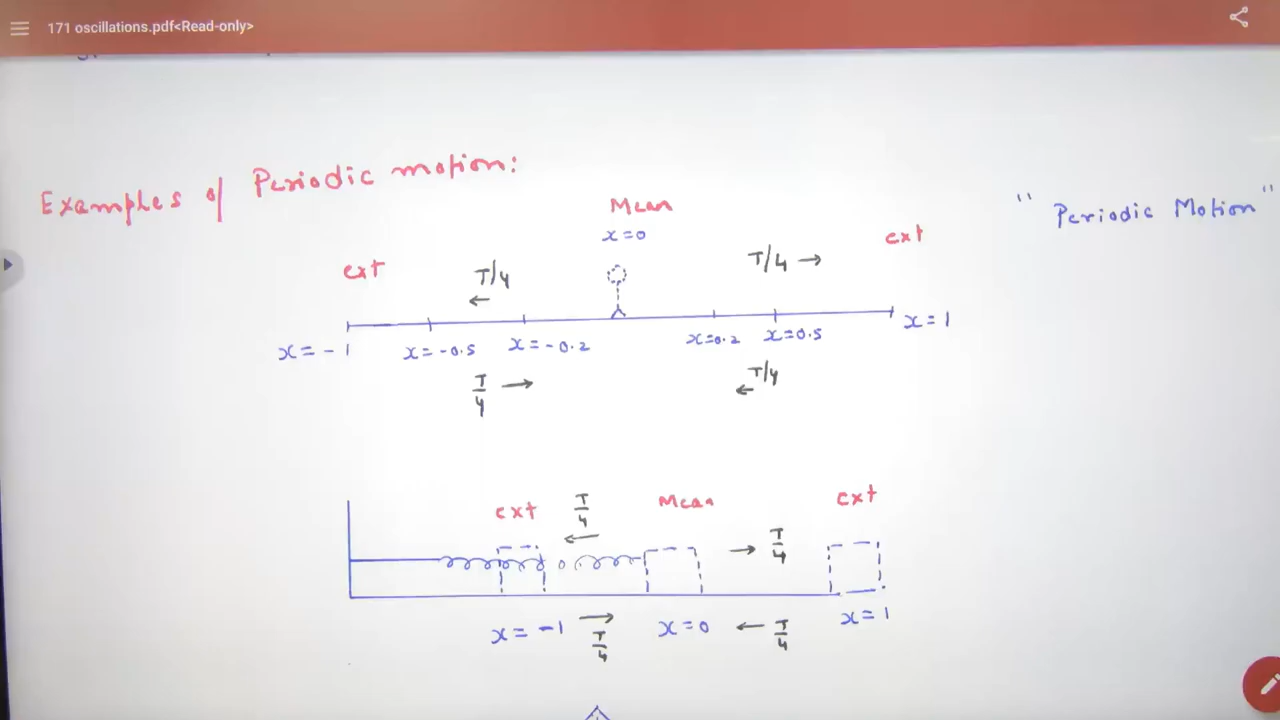 171 oscillations.pdf<Read-only>
Examples of Periodic motion:
" Periodic Motion "
Mean
x=0
ext
ext
T/4
←
T/4 →
x=-1
x=-0.5
x=-0.2
x=0.2
x=0.5
x=1
T/4 →
T/4
←
ext
T/4
←
Mean
→ T/4
ext
x=-1
→
T/4
x=0
← T/4
x=1